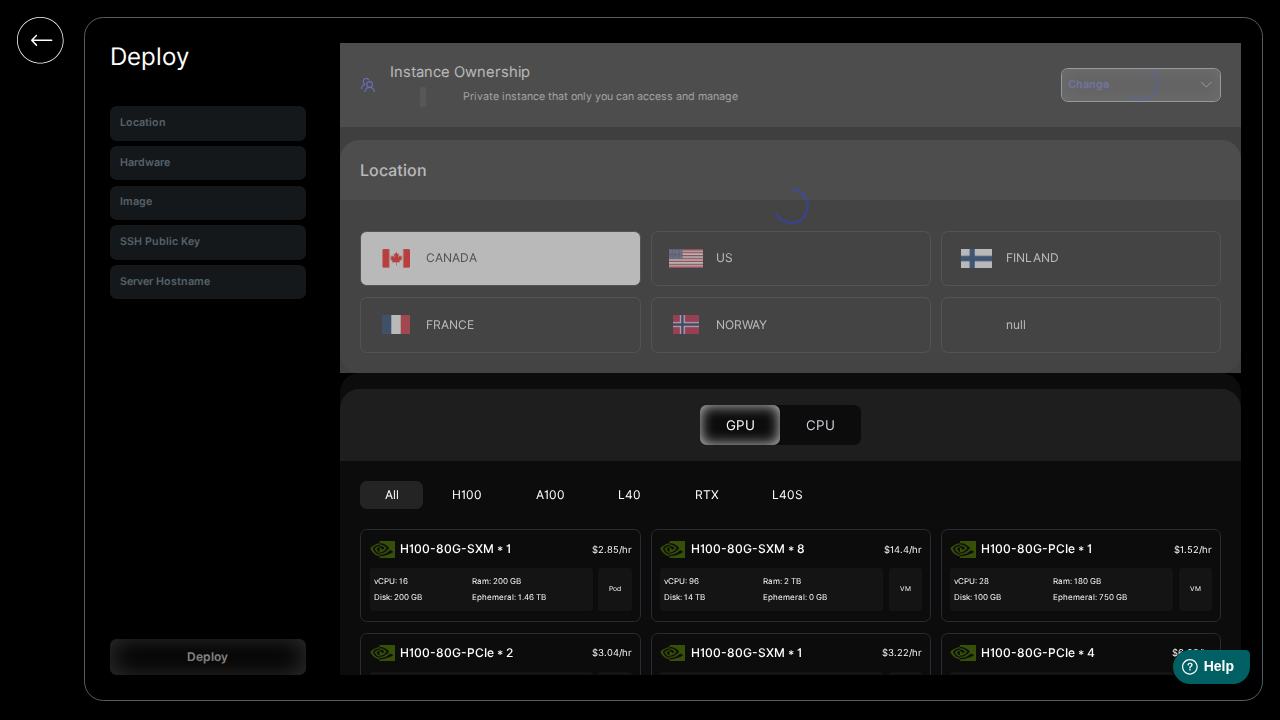 Deploy
Location
Hardware
Image
SSH Public Key
Server Hostname
Deploy
Instance Ownership
Private instance that only you can access and manage
Change
Location
CANADA
US
FINLAND
FRANCE
NORWAY
null
GPU
CPU
All
H100
A100
L40
RTX
L40S
H100-80G-SXM * 1
$2.85/hr
vCPU: 16
Ram: 200 GB
Disk: 200 GB
Ephemeral: 1.46 TB
Pod
H100-80G-SXM * 8
$14.4/hr
vCPU: 96
Ram: 2 TB
Disk: 14 TB
Ephemeral: 0 GB
VM
H100-80G-PCIe * 1
$1.52/hr
vCPU: 28
Ram: 180 GB
Disk: 100 GB
Ephemeral: 750 GB
VM
H100-80G-PCIe * 2
$3.04/hr
H100-80G-SXM * 1
$3.22/hr
H100-80G-PCIe * 4
Help